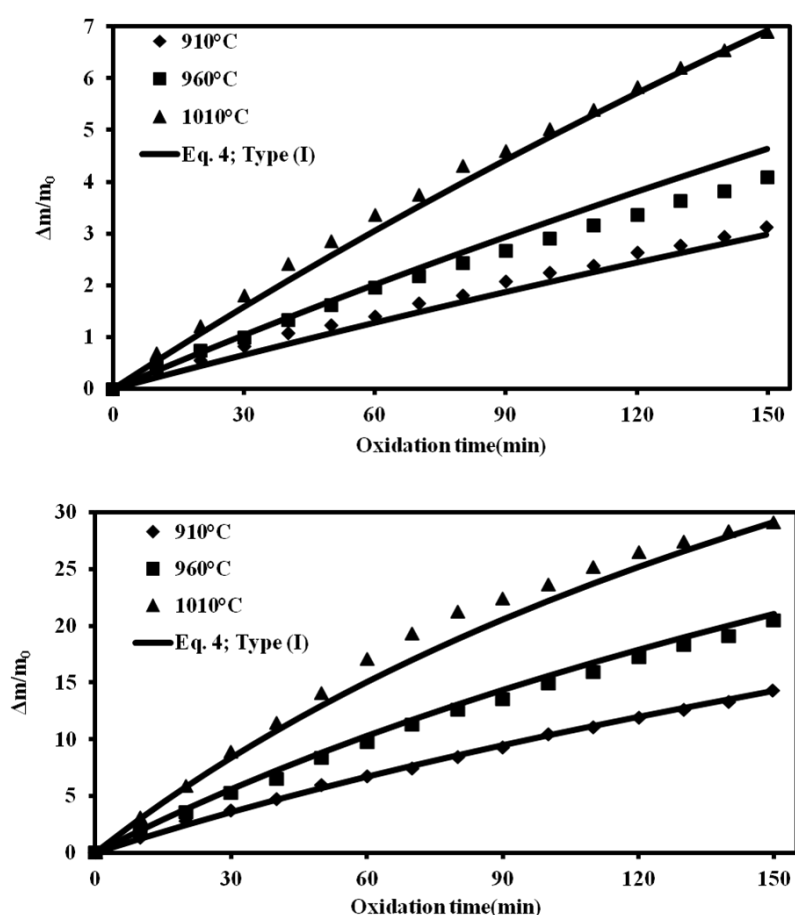 7
6
5
4
3
2
1
0
Δm/m₀
910°C
960°C
1010°C
Eq. 4; Type (I)
0 30 60 90 120 150
Oxidation time(min)
30
25
20
15
10
5
0
Δm/m₀
910°C
960°C
1010°C
Eq. 4; Type (I)
0 30 60 90 120 150
Oxidation time(min)